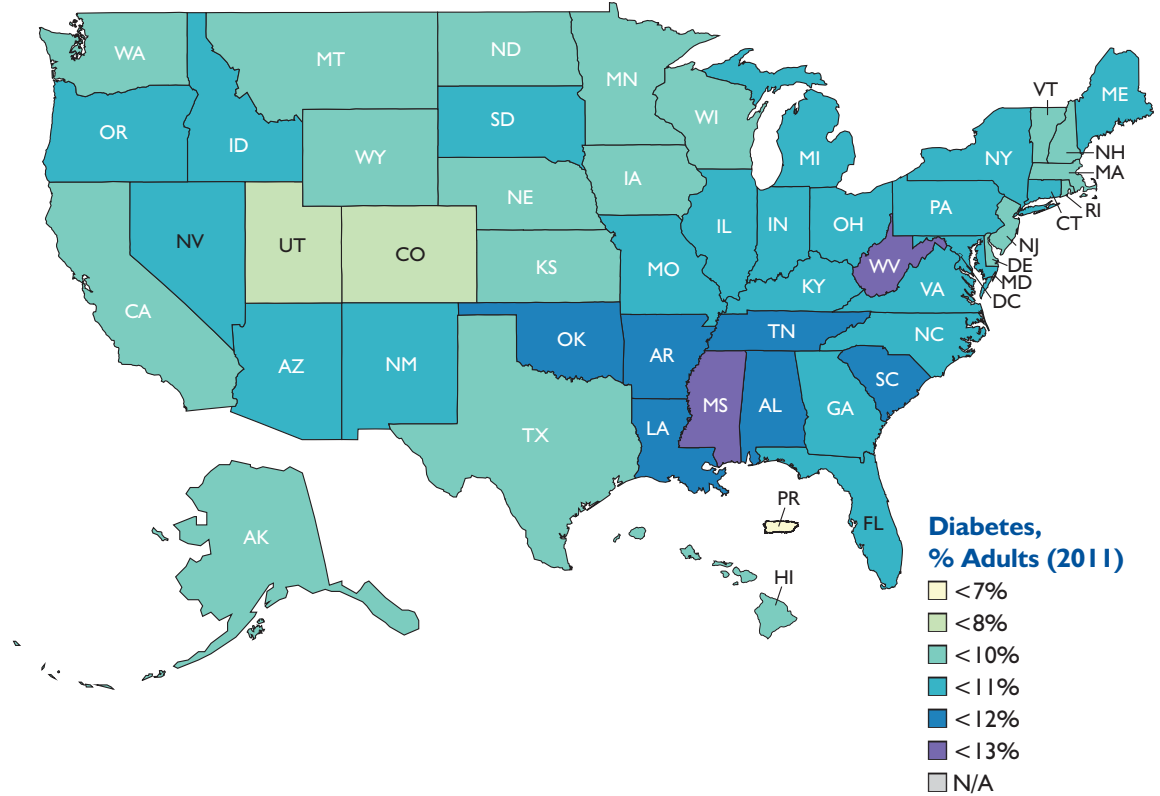 WA
MT
ND
MN
VT
ME
OR
ID
SD
WI
MI
NY
NH
MA
WY
IA
NE
PA
RI
CT
NV
UT
CO
IL
IN
OH
NJ
KS
MO
WV
DE
MD
VA
DC
CA
KY
OK
TN
NC
AZ
NM
AR
SC
MS
AL
GA
LA
TX
PR
AK
FL
HI
Diabetes,
% Adults (2011)
<7%
<8%
<10%
<11%
<12%
<13%
N/A